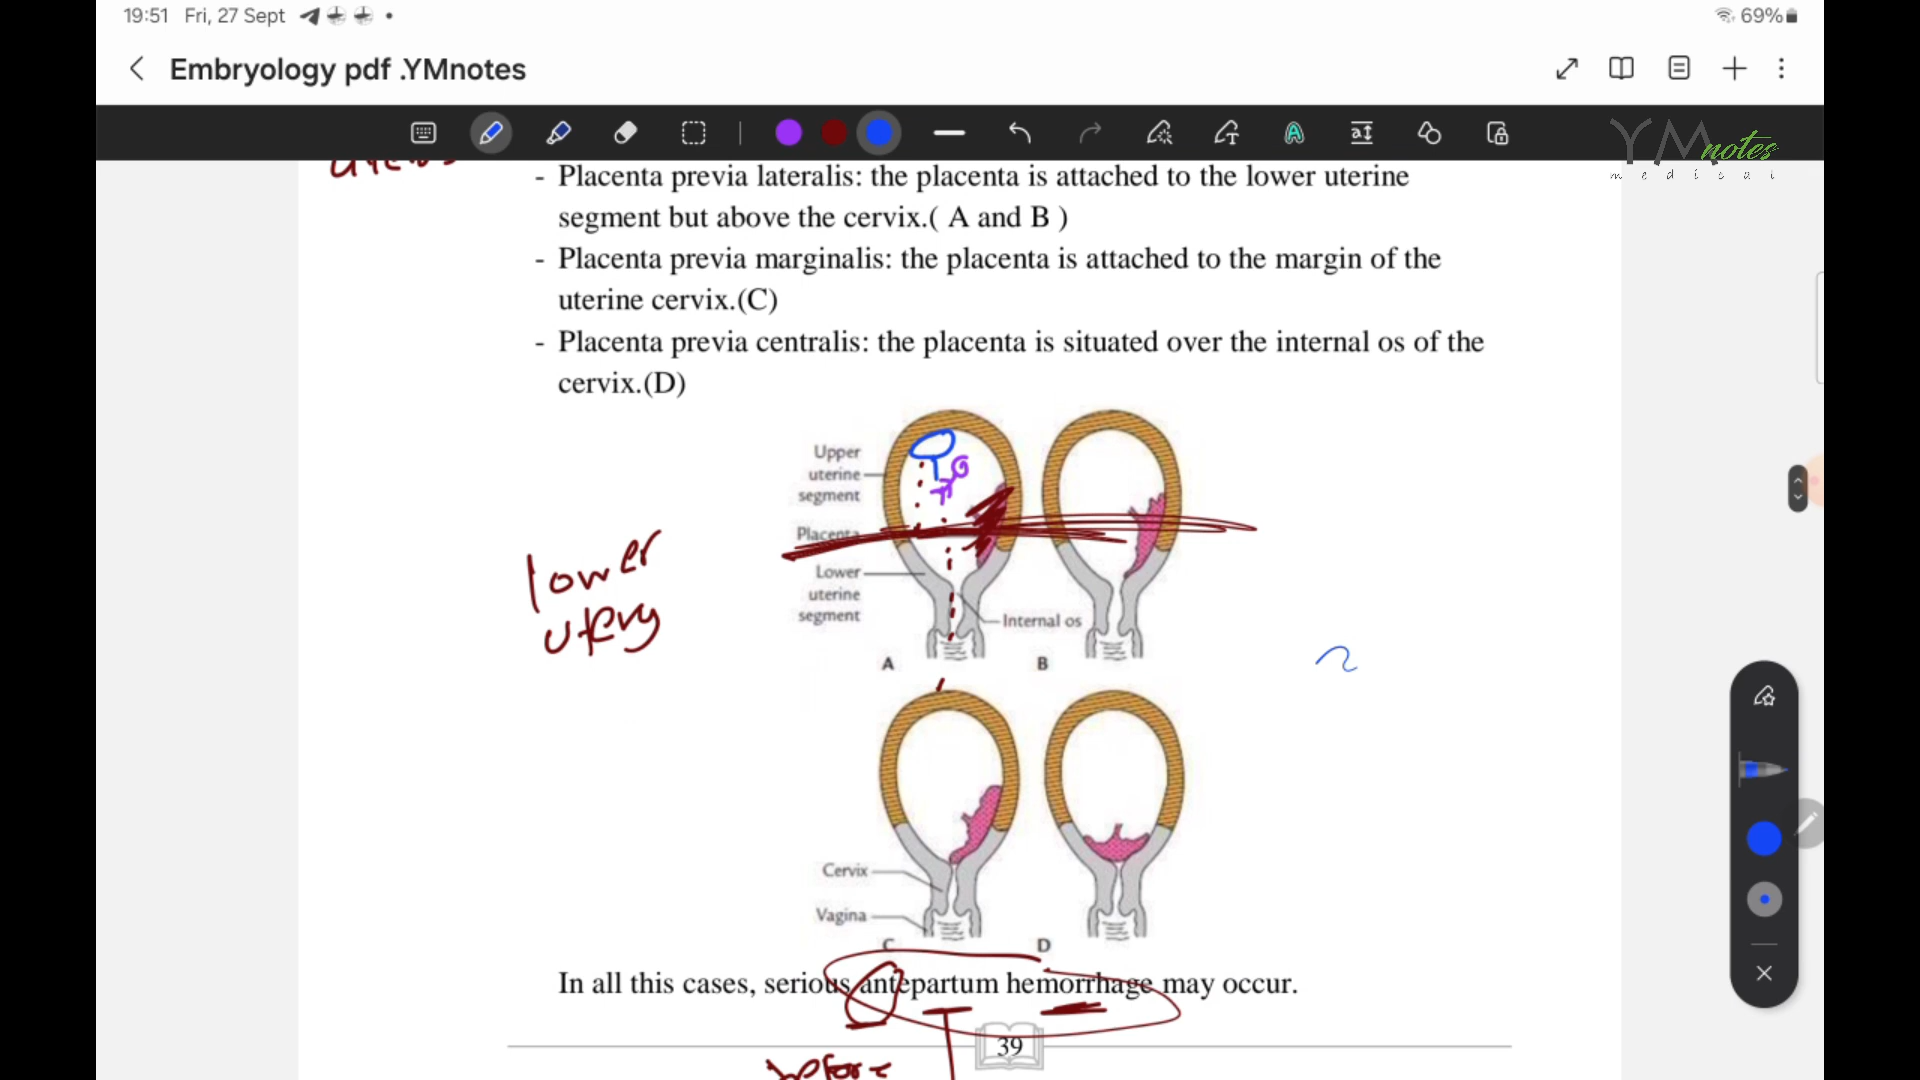 19:51 Fri, 27 Sept
69%
Embryology pdf .YMnotes
YMnotes
medical
- Placenta previa lateralis: the placenta is attached to the lower uterine
segment but above the cervix.( A and B )
- Placenta previa marginalis: the placenta is attached to the margin of the
uterine cervix.(C)
- Placenta previa centralis: the placenta is situated over the internal os of the
cervix.(D)
Upper
uterine
segment
Placenta
Lower
uterine
segment
Internal os
A
B
lower
Cervix
Vagina
C
D
In all this cases, serious antepartum hemorrhage may occur.
39
before